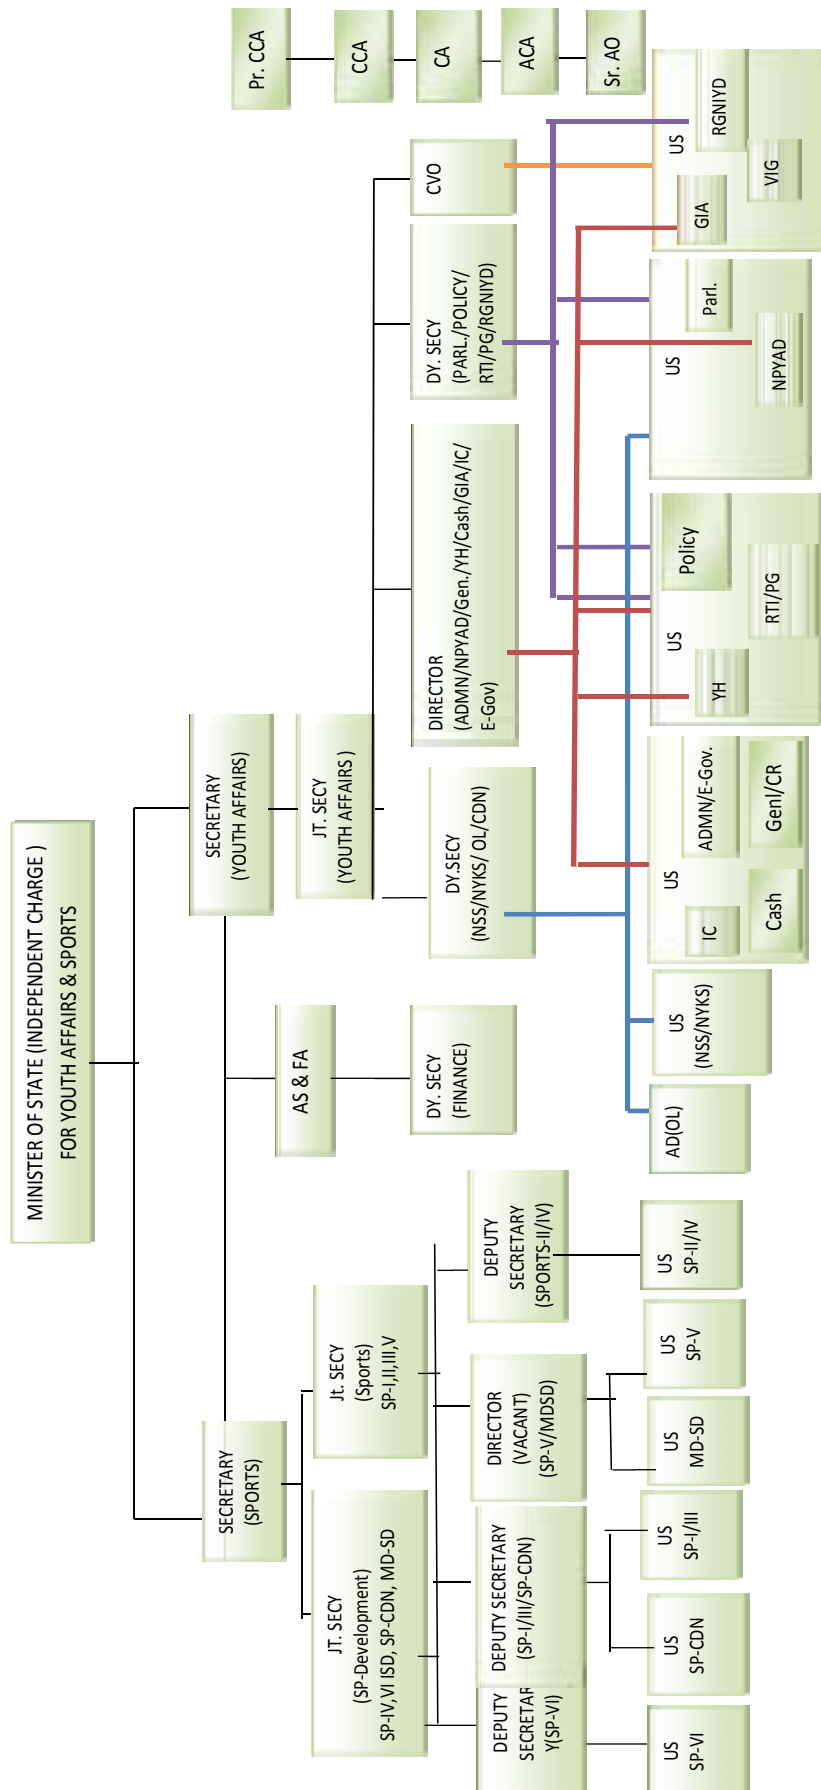 MINISTER OF STATE (INDEPENDENT CHARGE )
FOR YOUTH AFFAIRS & SPORTS
SECRETARY
(SPORTS)
SECRETARY
(YOUTH AFFAIRS)
AS & FA
DY. SECY
(FINANCE)
JT. SECY
(SP-Development)
SP-IV,VI ISD, SP-CDN, MD-SD
Jt. SECY
(Sports)
SP-I,II,III,V
JT. SECY
(YOUTH AFFAIRS )
Pr. CCA
CCA
CA
ACA
Sr. AO
DEPUTY
SECRETAR
Y(SP-VI)
DEPUTY SECRETARY
(SP-I/III/SP-CDN)
DIRECTOR
(VACANT)
(SP-V/MDSD)
DEPUTY
SECRETARY
(SPORTS-II/IV)
DY.SECY
(NSS/NYKS/ OL/CDN)
DIRECTOR
(ADMN/NPYAD/Gen./YH/Cash/GIA/IC/
E-Gov)
DY. SECY
(PARL./POLICY/
RTI/PG/RGNIYD)
CVO
US
SP-VI
US
SP-CDN
US
SP-I/III
US
MD-SD
US
SP-V
US
SP-II/IV
AD(OL)
US
(NSS/NYKS)
US
IC
ADMN/E-Gov.
Cash
Genl/CR
US
YH
Policy
RTI/PG
US
Parl.
NPYAD
US
GIA
RGNIYD
VIG